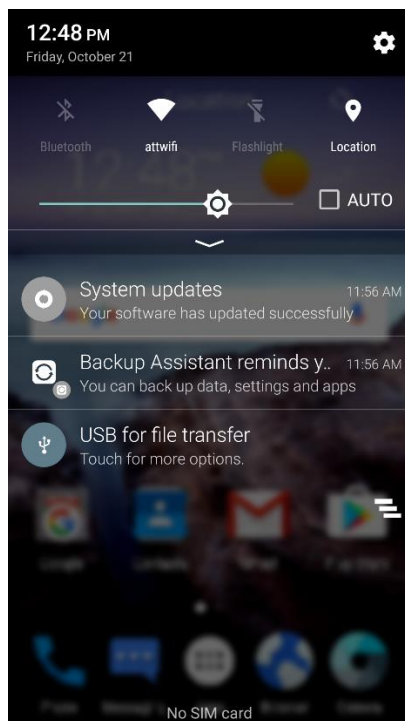 12:48 PM
Friday, October 21
Bluetooth
attwifi
Flashlight
Location
AUTO
System updates
11:56 AM
Your software has updated successfully
Backup Assistant reminds y..
11:56 AM
You can back up data, settings and apps
USB for file transfer
Touch for more options.
No SIM card